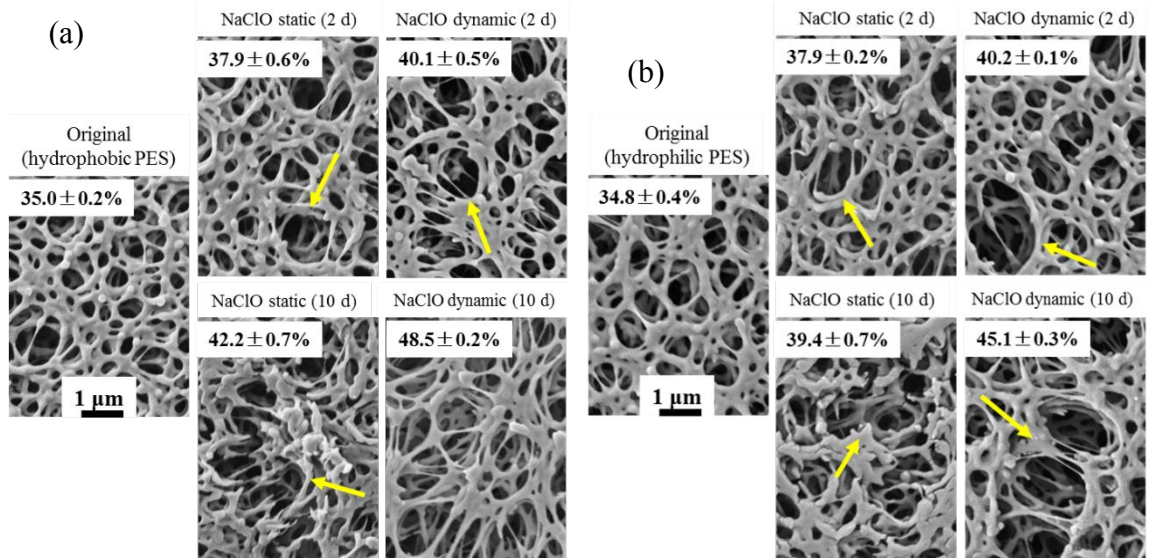 (a)
NaClO static (2 d)
37.9±0.6%
NaClO dynamic (2 d)
40.1±0.5%
Original
(hydrophobic PES)
35.0±0.2%
1 μm
NaClO static (10 d)
42.2±0.7%
NaClO dynamic (10 d)
48.5±0.2%
(b)
NaClO static (2 d)
37.9±0.2%
NaClO dynamic (2 d)
40.2±0.1%
Original
(hydrophilic PES)
34.8±0.4%
1 μm
NaClO static (10 d)
39.4±0.7%
NaClO dynamic (10 d)
45.1±0.3%